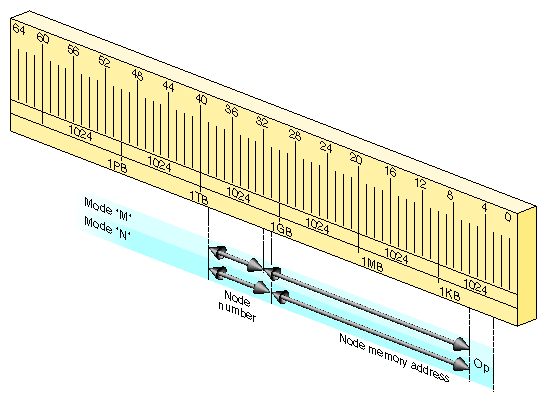 64 60 56 52 48 44 40 36 32 28 24 20 16 12 8 4 0
1024 1024 1024 1024 1024 1024
1PB 1TB 1GB 1MB 1KB
Mode 'M'
Mode 'N'
Node
number
Node memory address
Op